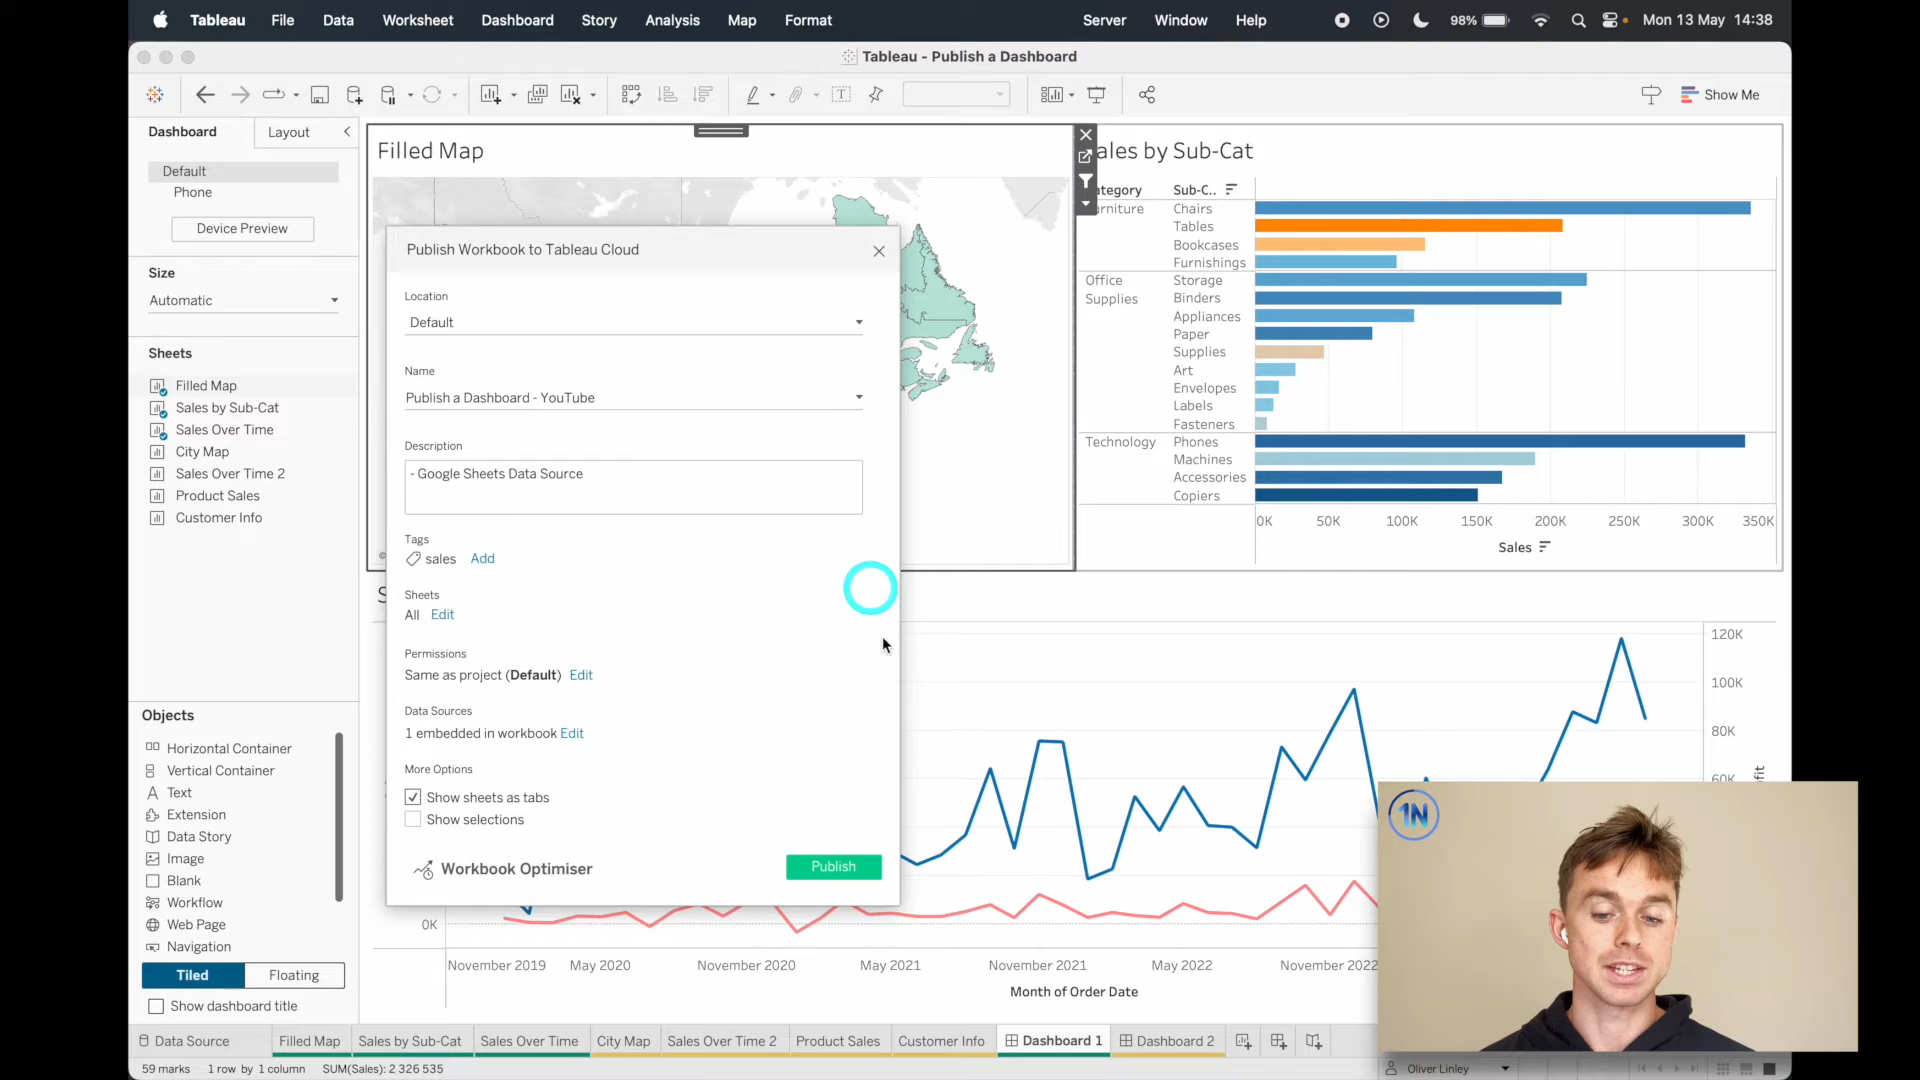 Tableau File Data Worksheet Dashboard Story Analysis Map Format Server Window Help 98% Mon 13 May 14:38
Tableau - Publish a Dashboard
Show Me
Dashboard Layout
Default
Phone
Device Preview
Size
Automatic
Sheets
Filled Map
Sales by Sub-Cat
Sales Over Time
City Map
Sales Over Time 2
Product Sales
Customer Info
Objects
Horizontal Container
Vertical Container
Text
Extension
Data Story
Image
Blank
Workflow
Web Page
Navigation
Tiled Floating
Show dashboard title
Filled Map
Publish Workbook to Tableau Cloud
Location
Default
Name
Publish a Dashboard - YouTube
Description
- Google Sheets Data Source
Tags
sales Add
Sheets
All Edit
Permissions
Same as project (Default) Edit
Data Sources
1 embedded in workbook Edit
More Options
Show sheets as tabs
Show selections
Workbook Optimiser Publish
ales by Sub-Cat
ategory Sub-C..
urniture Chairs
Tables
Bookcases
Furnishings
Office Supplies Storage
Binders
Appliances
Paper
Supplies
Art
Envelopes
Labels
Fasteners
Technology Phones
Machines
Accessories
Copiers
0K 50K 100K 150K 200K 250K 300K 350K
Sales
S
120K
100K
80K
60K
fit
0K
November 2019 May 2020 November 2020 May 2021 November 2021 May 2022 November 2022
Month of Order Date
1N
Data Source Filled Map Sales by Sub-Cat Sales Over Time City Map Sales Over Time 2 Product Sales Customer Info Dashboard 1 Dashboard 2
59 marks 1 row by 1 column SUM(Sales): 2 326 535 Oliver Linley